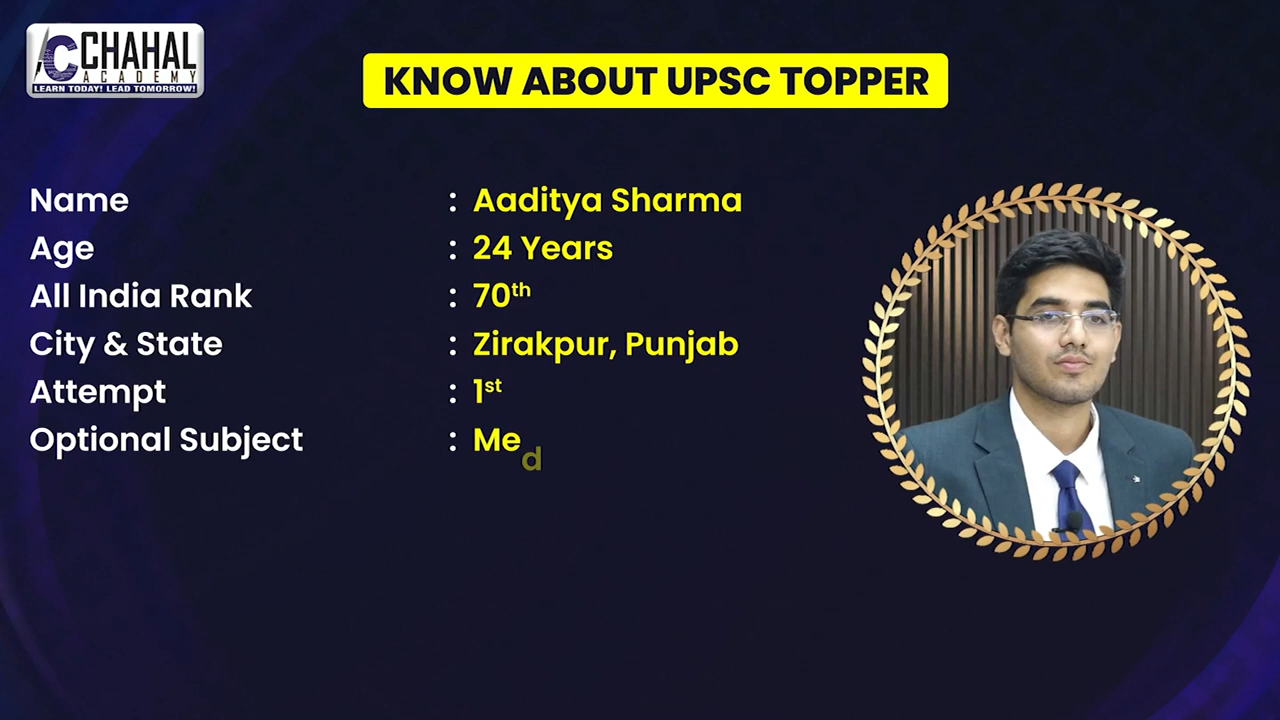 CHAHAL
ACADEMY
LEARN TODAY! LEAD TOMORROW!
KNOW ABOUT UPSC TOPPER
Name : Aaditya Sharma
Age : 24 Years
All India Rank : 70th
City & State : Zirakpur, Punjab
Attempt : 1st
Optional Subject : Med